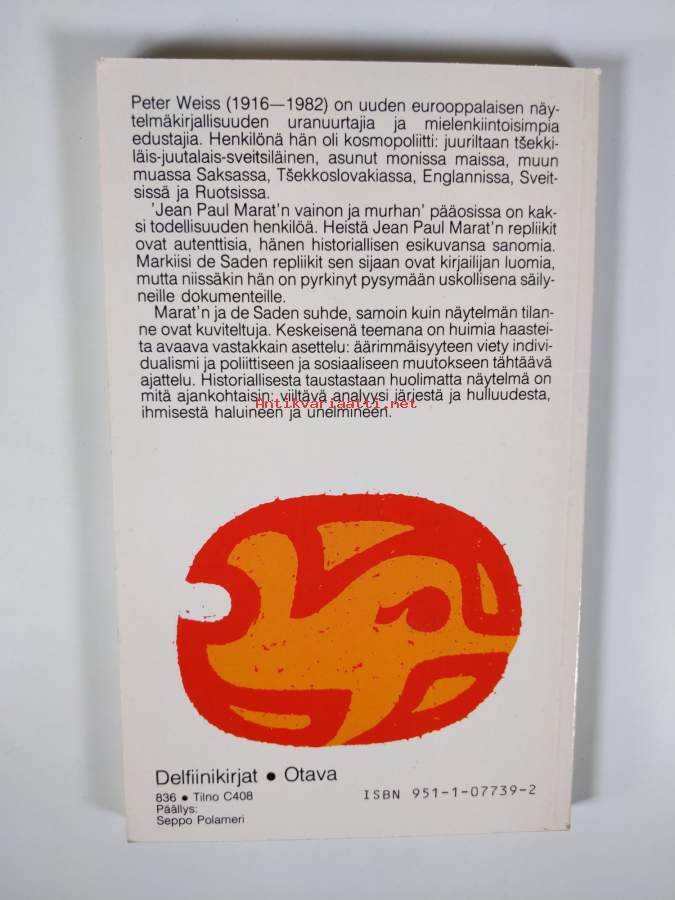 Peter Weiss (1916—1982) on uuden eurooppalaisen näy-
telmäkirjallisuuden uranuurtajia ja mielenkiintoisimpia
edustajia. Henkilönä hän oli kosmopoliitti: juuriltaan tšekki-
läis-juutalais-sveitsiläinen, asunut monissa maissa, muun
muassa Saksassa, Tšekkoslovakiassa, Englannissa, Sveit-
sissä ja Ruotsissa.
'Jean Paul Marat'n vainon ja murhan' pääosissa on kak-
si todellisuuden henkilöä. Heistä Jean Paul Marat'n repliikit
ovat autenttisia, hänen historiallisen esikuvansa sanomia.
Markiisi de Saden repliikit sen sijaan ovat kirjailijan luomia,
mutta niissäkin hän on pyrkinyt pysymään uskollisena säily-
neille dokumenteille.
Marat'n ja de Saden suhde, samoin kuin näytelmän tilan-
ne ovat kuviteltuja. Keskeisenä teemana on huimia haastei-
ta avaava vastakkain asettelu: äärimmäisyyteen viety indivi-
dualismi ja poliittiseen ja sosiaaliseen muutokseen tähtäävä
ajattelu. Historiallisesta taustastaan huolimatta näytelmä on
mitä ajankohtaisin: viiltävä analyysi järjestä ja hulluudesta,
Antikvariaatti.net
ihmisestä haluineen ja unelmineen.
Delfiinikirjat ● Otava
836 ● Tilno C408
ISBN 951-1-07739-2
Päällys:
Seppo Polameri